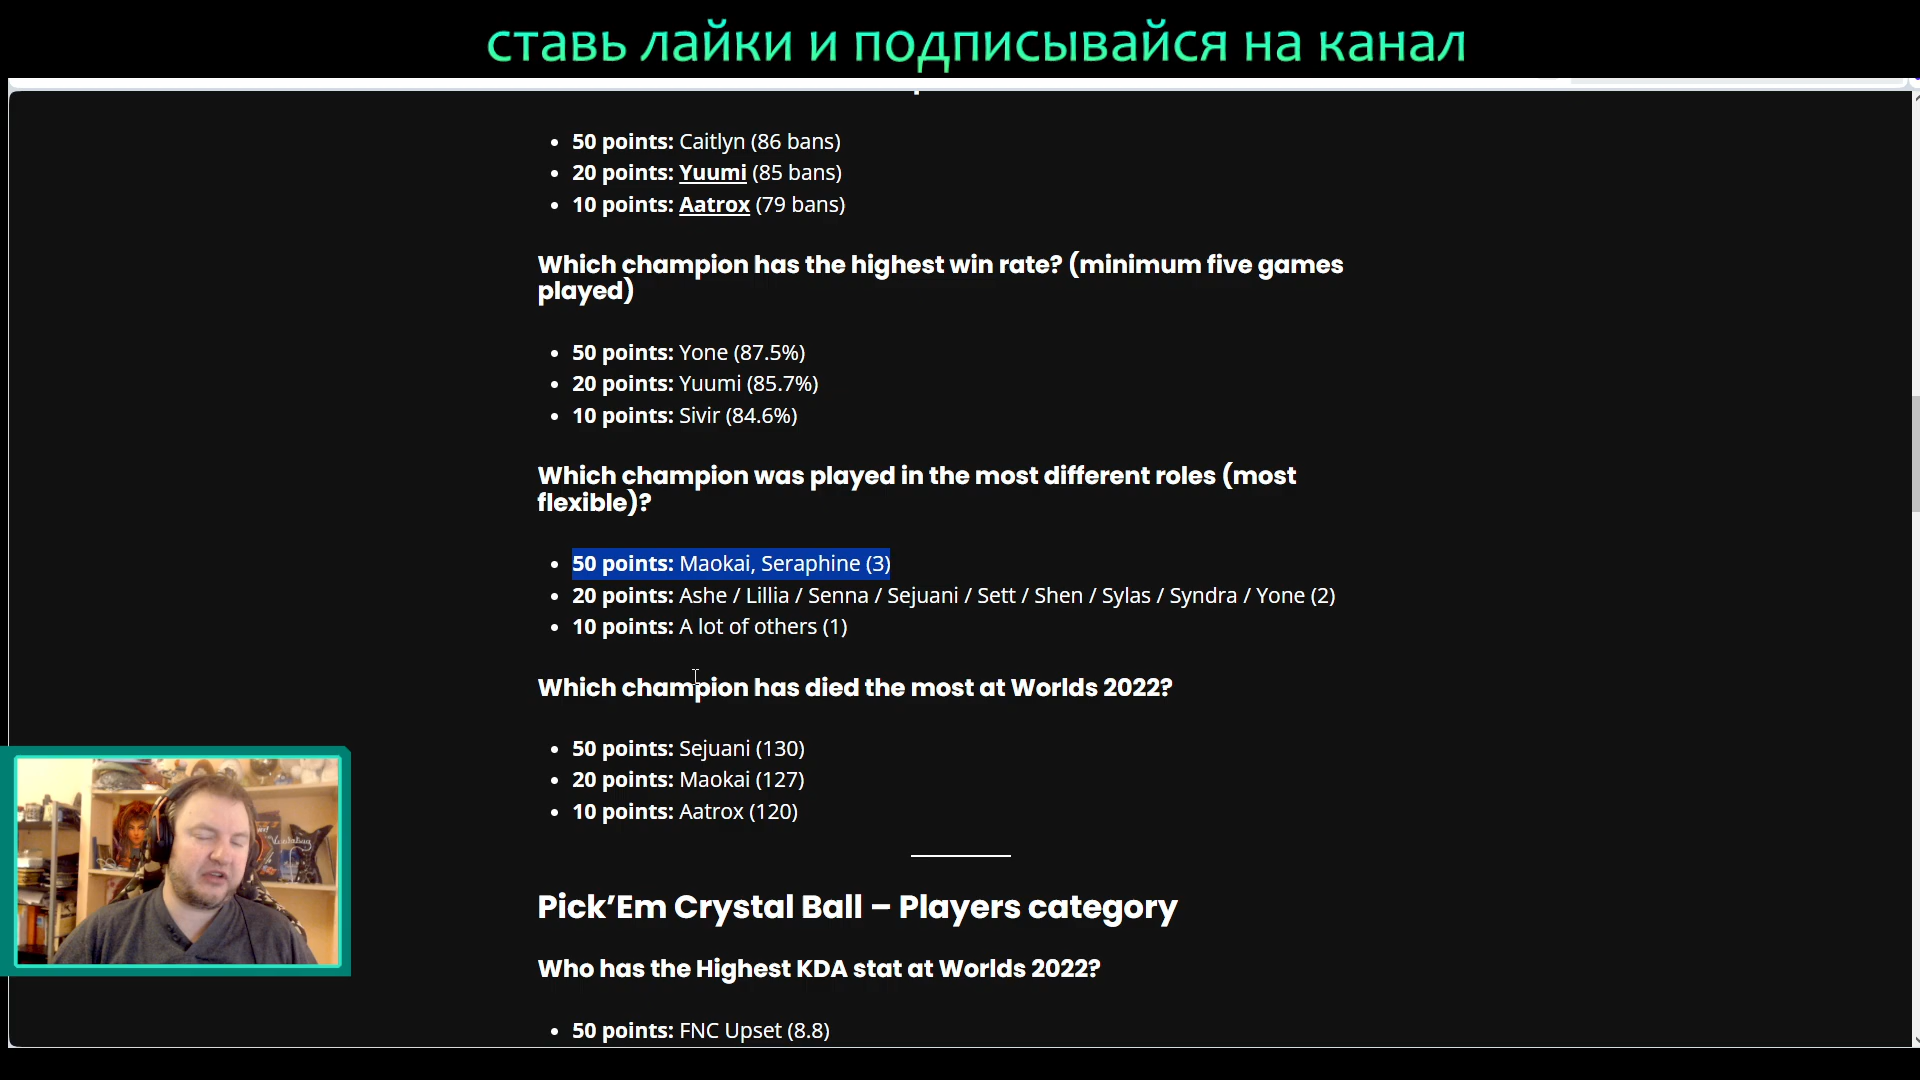 ставь лайки и подписывайся на канал
50 points: Caitlyn (86 bans)
20 points: Yuumi (85 bans)
10 points: Aatrox (79 bans)
Which champion has the highest win rate? (minimum five games
played)
50 points: Yone (87.5%)
20 points: Yuumi (85.7%)
10 points: Sivir (84.6%)
Which champion was played in the most different roles (most
flexible)?
50 points: Maokai, Seraphine (3)
20 points: Ashe / Lillia / Senna / Sejuani / Sett / Shen / Sylas / Syndra / Yone (2)
10 points: A lot of others (1)
Which champion has died the most at Worlds 2022?
50 points: Sejuani (130)
20 points: Maokai (127)
10 points: Aatrox (120)
Pick’Em Crystal Ball – Players category
Who has the Highest KDA stat at Worlds 2022?
50 points: FNC Upset (8.8)